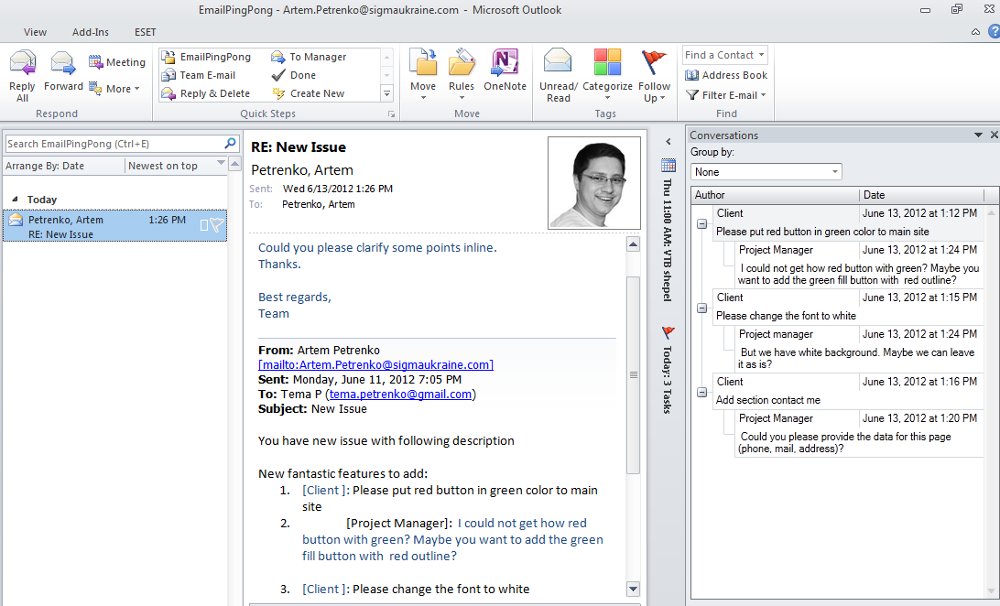 EmailPingPong - Artem.Petrenko@sigmaukraine.com - Microsoft Outlook
View Add-Ins ESET
Reply All
Forward
Meeting
More
Respond
EmailPingPong
Team E-mail
Reply & Delete
To Manager
Done
Create New
Quick Steps
Move
Rules
OneNote
Move
Unread/ Read
Categorize
Follow Up
Tags
Find a Contact
Address Book
Filter E-mail
Find
Search EmailPingPong (Ctrl+E)
Arrange By: Date Newest on top
Today
Petrenko, Artem 1:26 PM
RE: New Issue
RE: New Issue
Petrenko, Artem
Sent: Wed 6/13/2012 1:26 PM
To: Petrenko, Artem
Could you please clarify some points inline.
Thanks.
Best regards,
Team
From: Artem Petrenko
[mailto:Artem.Petrenko@sigmaukraine.com]
Sent: Monday, June 11, 2012 7:05 PM
To: Tema P (tema.petrenko@gmail.com)
Subject: New Issue
You have new issue with following description
New fantastic features to add:
1. [Client ]: Please put red button in green color to main
site
2. [Project Manager]: I could not get how red
button with green? Maybe you want to add the green
fill button with red outline?
3. [Client ]: Please change the font to white
Thu 11:00 AM: VTB shepel
Today: 3 Tasks
Conversations
Group by:
None
Author Date
Client June 13, 2012 at 1:12 PM
Please put red button in green color to main site
Project Manager June 13, 2012 at 1:24 PM
I could not get how red button with green? Maybe you
want to add the green fill button with red outline?
Client June 13, 2012 at 1:15 PM
Please change the font to white
Project manager June 13, 2012 at 1:24 PM
But we have white background. Maybe we can leave
it as is?
Client June 13, 2012 at 1:16 PM
Add section contact me
Project Manager June 13, 2012 at 1:20 PM
Could you please provide the data for this page
(phone, mail, address)?